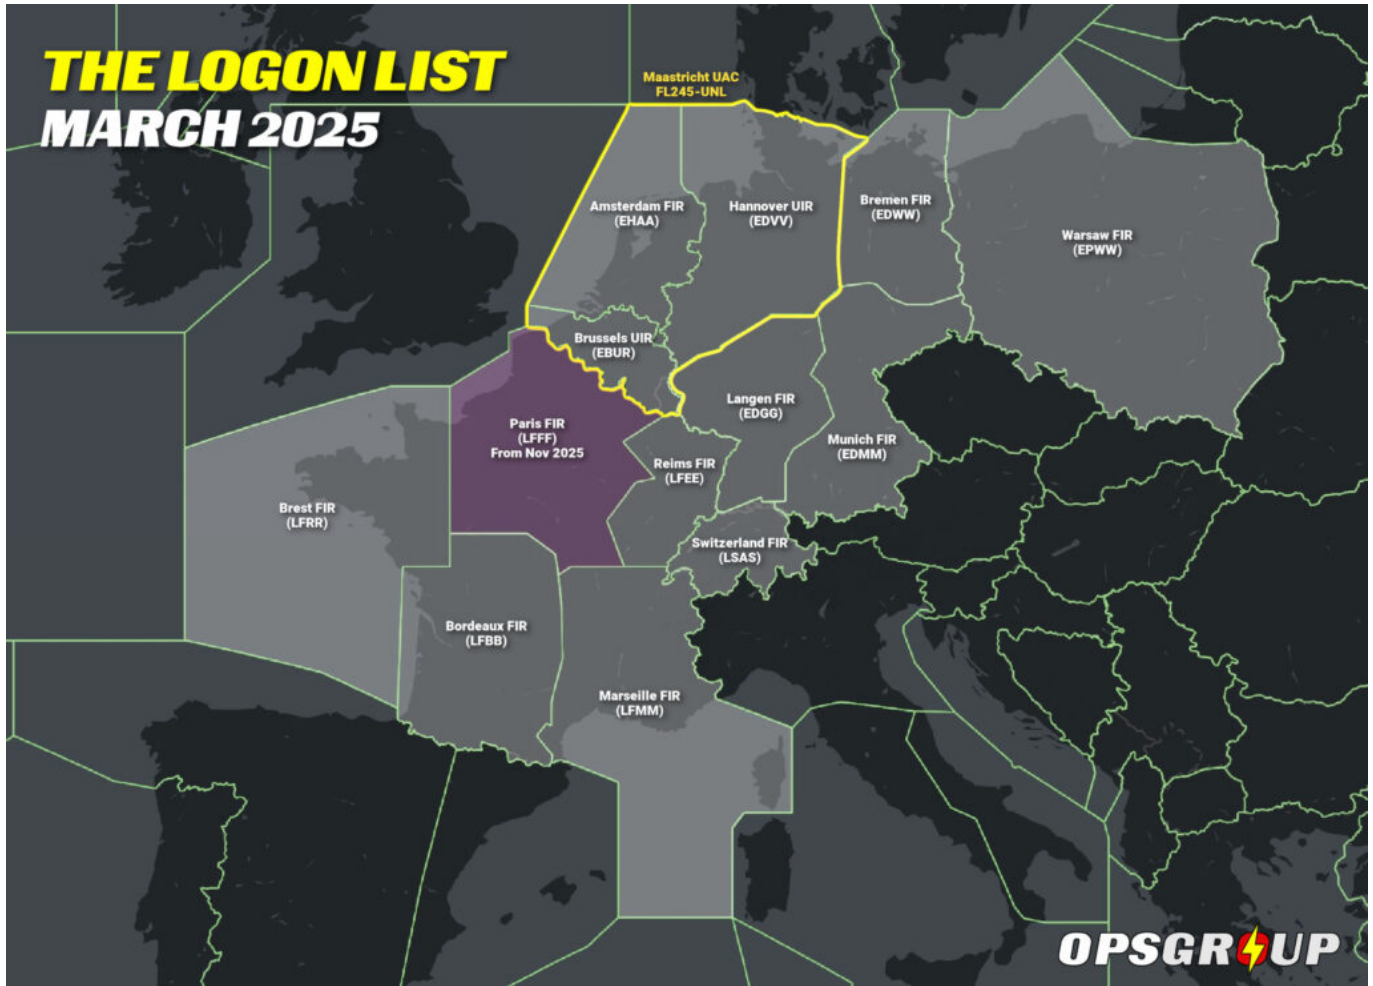 THE LOGON LIST
MARCH 2025
Maastricht UAC
FL245-UNL
Amsterdam FIR
(EHAA)
Hannover UIR
(EDVV)
Bremen FIR
(EDWW)
Warsaw FIR
(EPWW)
Brussels UIR
(EBUR)
Langen FIR
(EDGG)
Paris FIR
(LFFF)
From Nov 2025
Munich FIR
(EDMM)
Reims FIR
(LFEE)
Brest FIR
(LFRR)
Switzerland FIR
(LSAS)
Bordeaux FIR
(LFBB)
Marseille FIR
(LFMM)
OPSGROUP